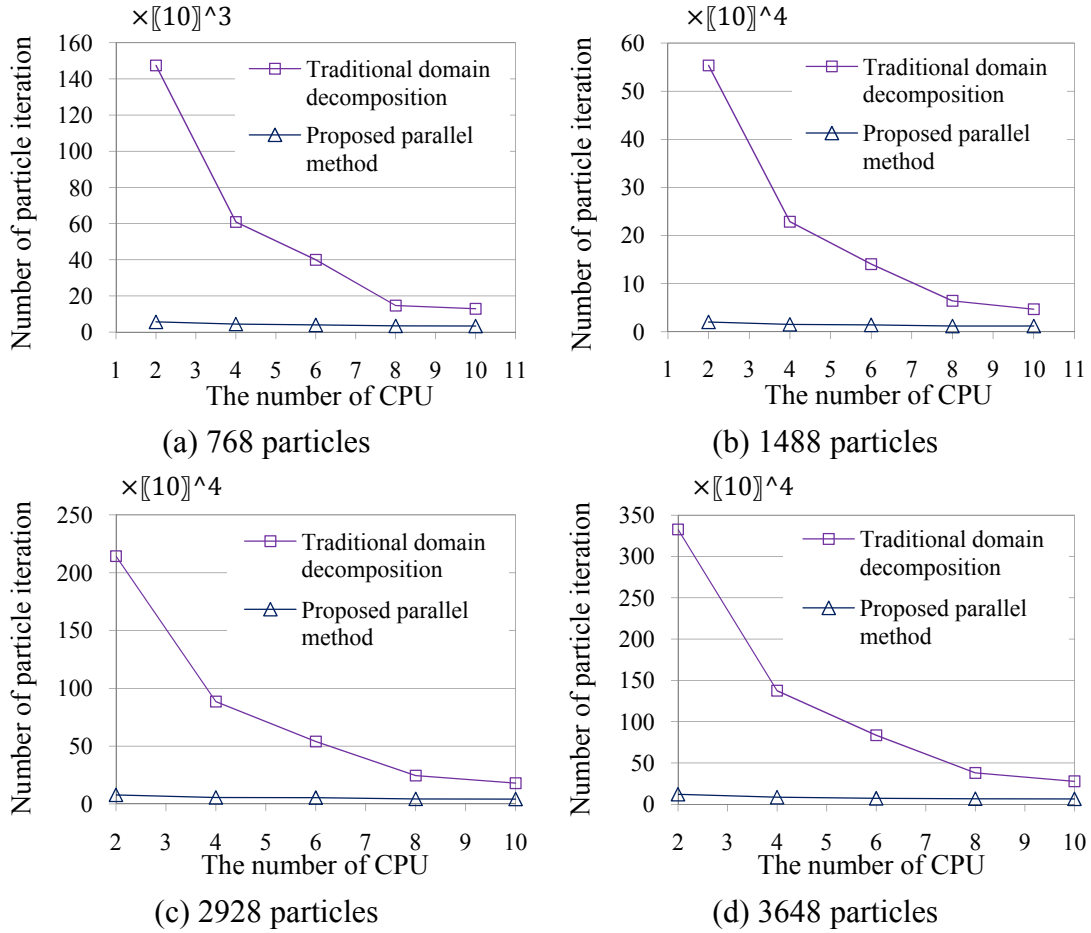 ×〖10〗^3
Number of particle iteration
160
140
120
100
80
60
40
20
0
Traditional domain
decomposition
Proposed parallel
method
1 2 3 4 5 6 7 8 9 10 11
The number of CPU
(a) 768 particles
×〖10〗^4
Number of particle iteration
60
50
40
30
20
10
0
Traditional domain
decomposition
Proposed parallel
method
1 2 3 4 5 6 7 8 9 10 11
The number of CPU
(b) 1488 particles
×〖10〗^4
Number of particle iteration
250
200
150
100
50
0
Traditional domain
decomposition
Proposed parallel
method
2 3 4 5 6 7 8 9 10
The number of CPU
(c) 2928 particles
×〖10〗^4
Number of particle iteration
350
300
250
200
150
100
50
0
Traditional domain
decomposition
Proposed parallel
method
2 3 4 5 6 7 8 9 10
The number of CPU
(d) 3648 particles